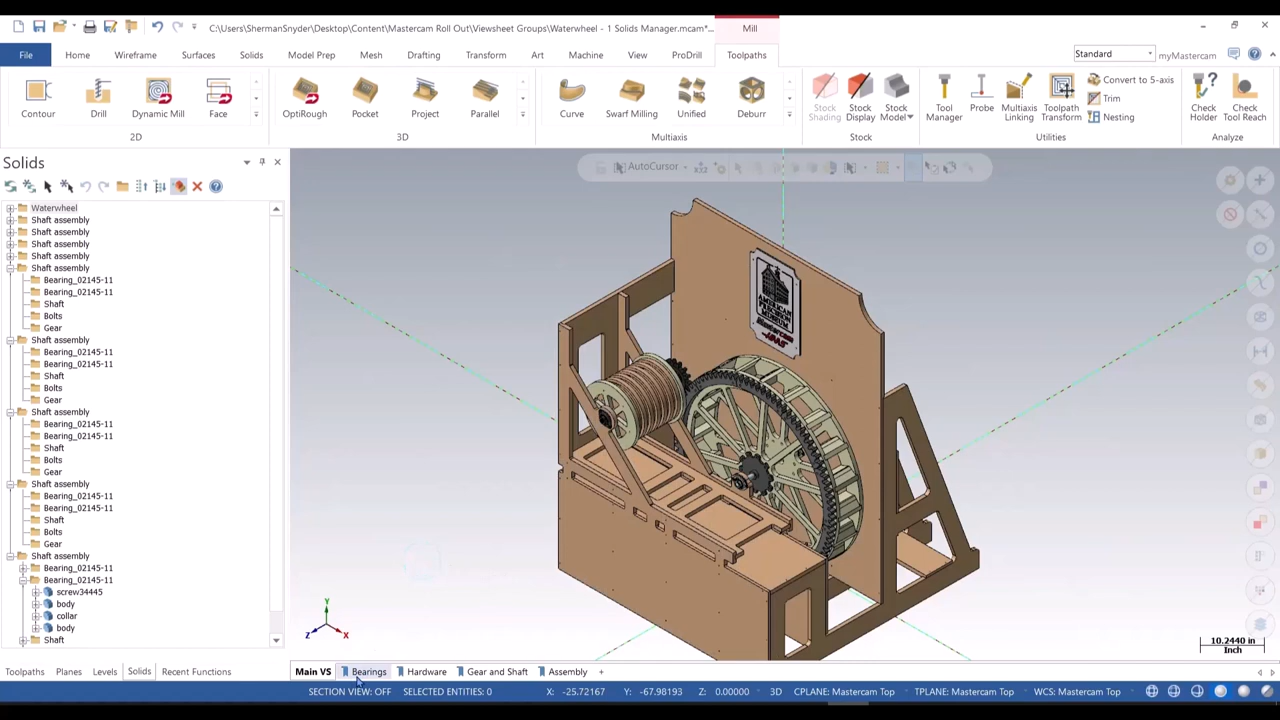 C:\Users\ShermanSnyder\Desktop\Content\Mastercam Roll Out\Viewsheet Groups\Waterwheel - 1 Solids Manager.mcam*...
Mill
File
Home
Wireframe
Surfaces
Solids
Model Prep
Mesh
Drafting
Transform
Art
Machine
View
ProDrill
Toolpaths
Standard
myMastercam
Contour
Drill
Dynamic Mill
Face
OptiRough
Pocket
Project
Parallel
Curve
Swarf Milling
Unified
Deburr
Stock Shading
Stock Display
Stock Model
Tool Manager
Probe
Multiaxis Linking
Toolpath Transform
Convert to 5-axis
Trim
Nesting
Check Holder
Check Tool Reach
2D
3D
Multiaxis
Stock
Utilities
Analyze
Solids
AutoCursor
Waterwheel
Shaft assembly
Shaft assembly
Shaft assembly
Shaft assembly
Shaft assembly
Bearing_02145-11
Bearing_02145-11
Shaft
Bolts
Gear
Shaft assembly
Bearing_02145-11
Bearing_02145-11
Shaft
Bolts
Gear
Shaft assembly
Bearing_02145-11
Bearing_02145-11
Shaft
Bolts
Gear
Shaft assembly
Bearing_02145-11
Bearing_02145-11
Shaft
Bolts
Gear
Shaft assembly
Bearing_02145-11
Bearing_02145-11
screw34445
body
collar
body
Shaft
AMERICAN
PRECISION
MUSEUM
Y
Z
X
10.2440 in
Inch
Toolpaths
Planes
Levels
Solids
Recent Functions
Main VS
Bearings
Hardware
Gear and Shaft
Assembly
+
SECTION VIEW: OFF
SELECTED ENTITIES: 0
X: -25.72167
Y: -67.98193
Z: 0.00000
3D
CPLANE: Mastercam Top
TPLANE: Mastercam Top
WCS: Mastercam Top